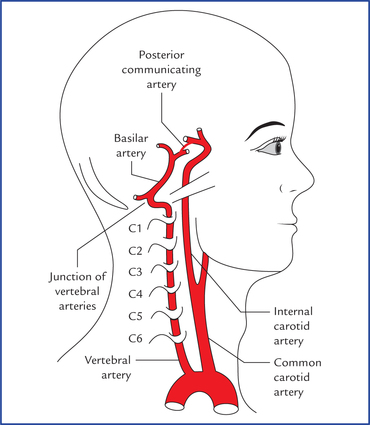 Posterior
communicating
artery
Basilar
artery
C1
C2
C3
C4
C5
C6
Junction of
vertebral
arteries
Internal
carotid
artery
Vertebral
artery
Common
carotid
artery